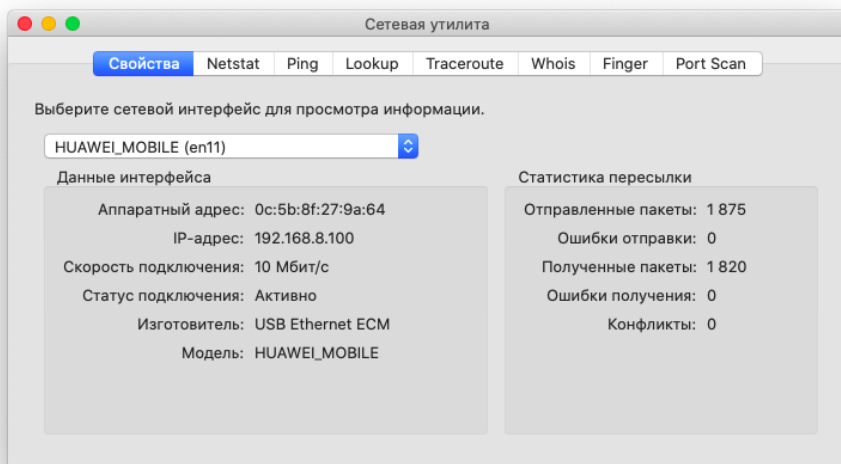 Сетевая утилита
Свойства Netstat Ping Lookup Traceroute Whois Finger Port Scan
Выберите сетевой интерфейс для просмотра информации.
HUAWEI_MOBILE (en11)
Данные интерфейса
Аппаратный адрес: 0c:5b:8f:27:9a:64
IP-адрес: 192.168.8.100
Скорость подключения: 10 Мбит/с
Статус подключения: Активно
Изготовитель: USB Ethernet ECM
Модель: HUAWEI_MOBILE
Статистика пересылки
Отправленные пакеты: 1 875
Ошибки отправки: 0
Полученные пакеты: 1 820
Ошибки получения: 0
Конфликты: 0